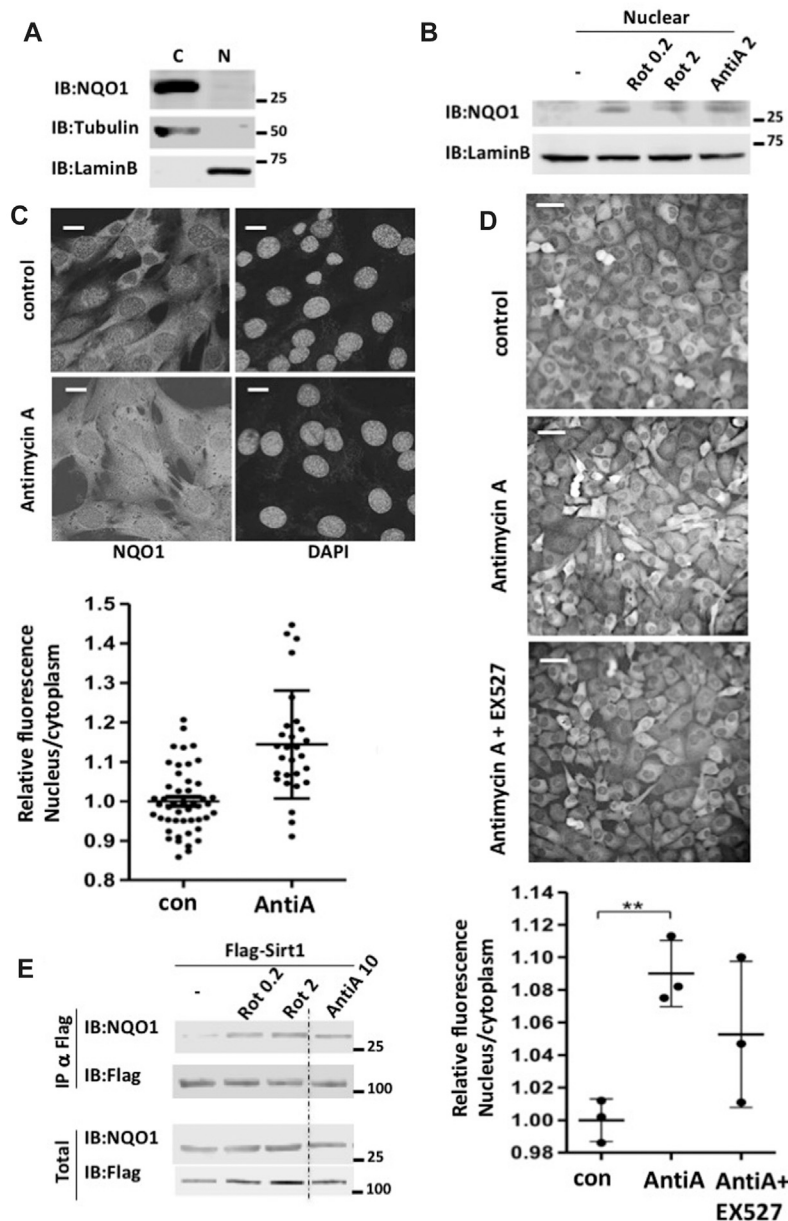 A
C N
IB:NQO1
25
IB:Tubulin
50
75
IB:LaminB
B
Nuclear
- Rot 0.2 Rot 2 AntiA 2
IB:NQO1
25
75
IB:LaminB
C
control
Antimycin A
NQO1 DAPI
Relative fluorescence
Nucleus/cytoplasm
1.5
1.4
1.3
1.2
1.1
1.0
0.9
0.8
con AntiA
D
control
Antimycin A
Antimycin A + EX527
Relative fluorescence
Nucleus/cytoplasm
1.14
1.12
1.10
1.08
1.06
1.04
1.02
1.00
0.98
**
con AntiA AntiA+
EX527
E
Flag-Sirt1
- Rot 0.2 Rot 2 AntiA 10
IP α Flag
IB:NQO1
25
IB:Flag
100
Total
IB:NQO1
25
IB:Flag
100